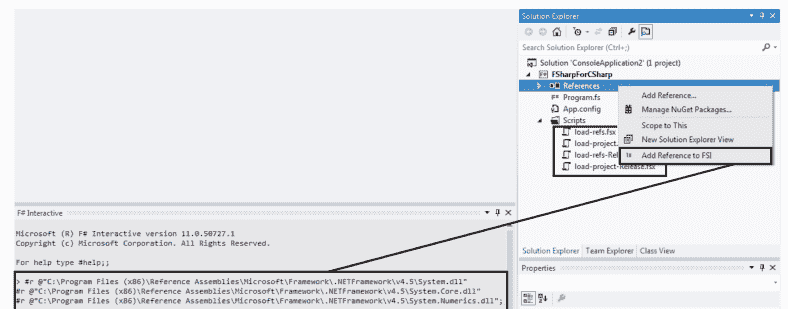 Solution Explorer
Search Solution Explorer (Ctrl+;)
Solution 'ConsoleApplication2' (1 project)
FSharpForCSharp
References
Program.fs
App.config
Scripts
load-refs.fsx
load-project.
load-refs-Rel
load-project-Release.fsx
Add Reference...
Manage NuGet Packages...
Scope to This
New Solution Explorer View
Add Reference to FSI
Solution Explorer Team Explorer Class View
Properties
F# Interactive
Microsoft (R) F# Interactive version 11.0.50727.1
Copyright (c) Microsoft Corporation. All Rights Reserved.
For help type #help;;
> #r @"C:\Program Files (x86)\Reference Assemblies\Microsoft\Framework\.NETFramework\v4.5\System.dll"
#r @"C:\Program Files (x86)\Reference Assemblies\Microsoft\Framework\.NETFramework\v4.5\System.Core.dll"
#r @"C:\Program Files (x86)\Reference Assemblies\Microsoft\Framework\.NETFramework\v4.5\System.Numerics.dll";